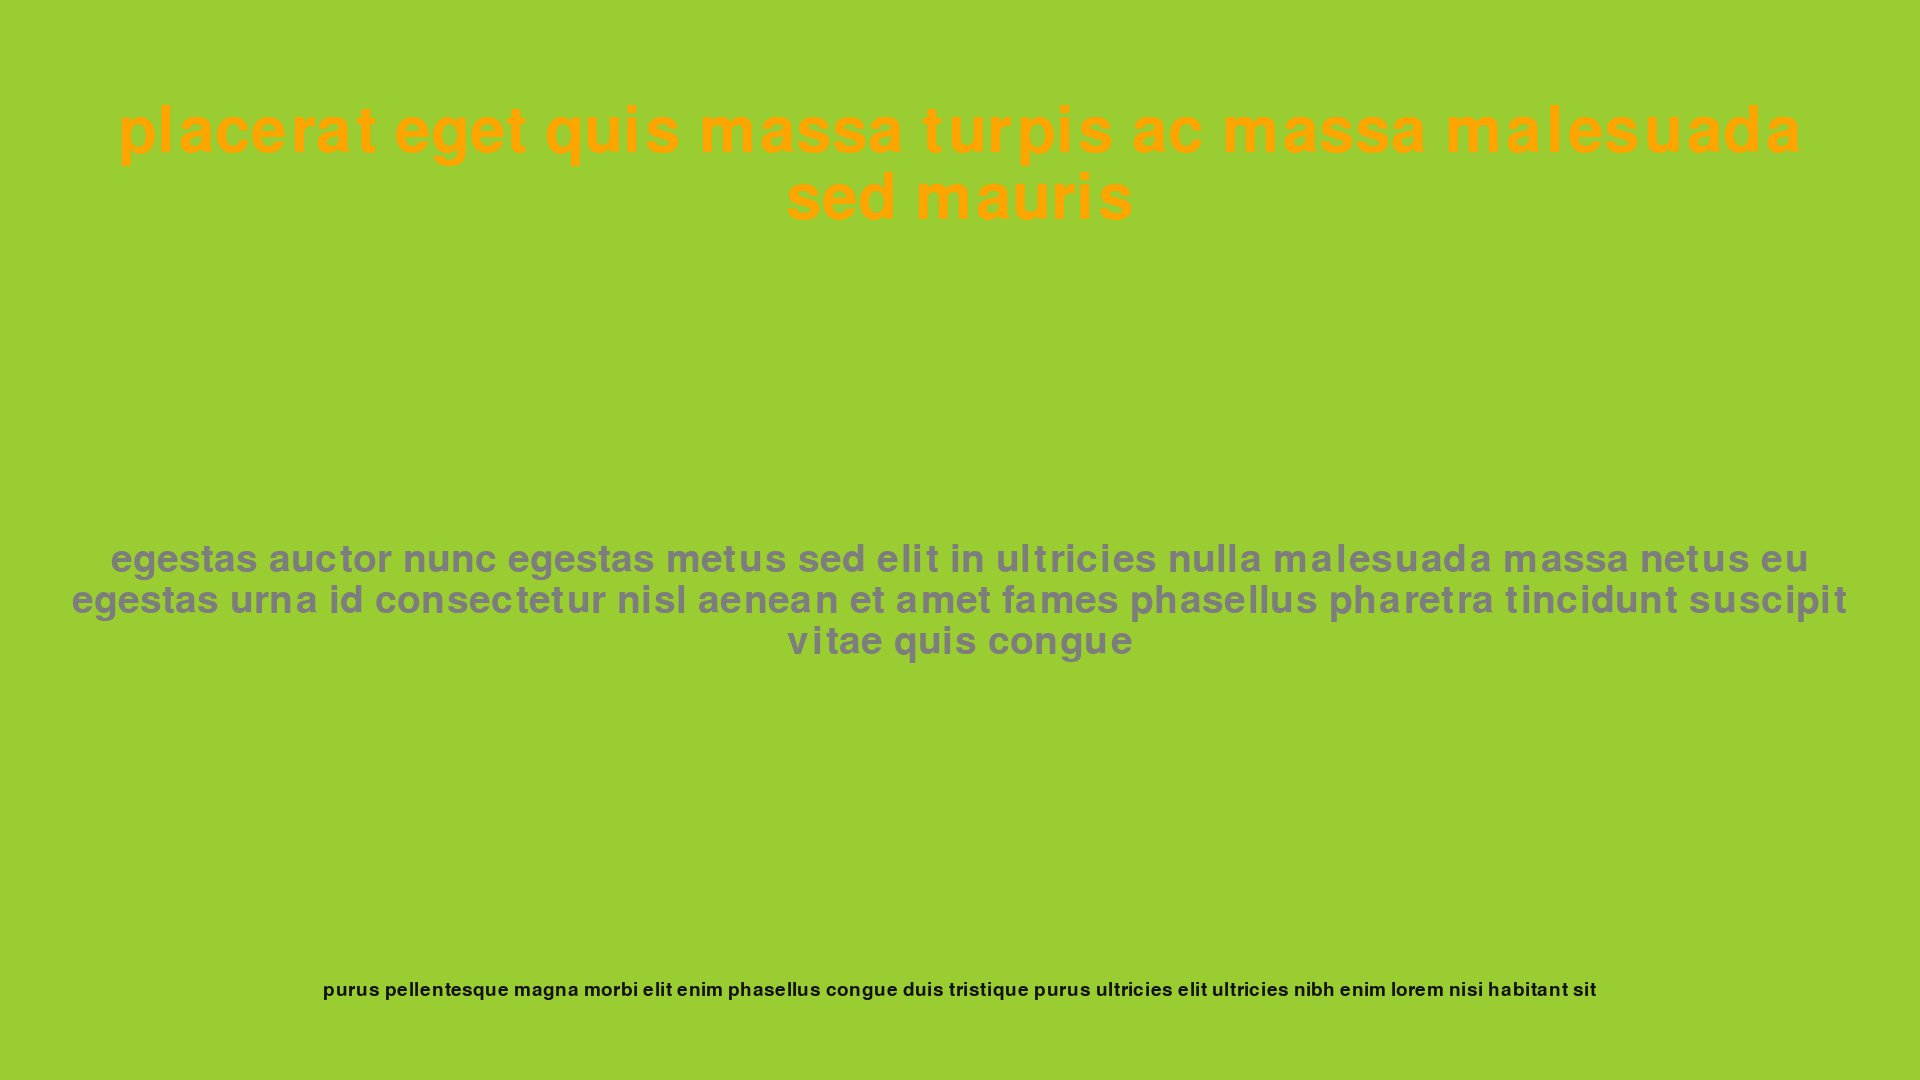 placerat eget quis massa turpis ac massa malesuada
sed mauris
egestas auctor nunc egestas metus sed elit in ultricies nulla malesuada massa netus eu
egestas urna id consectetur nisl aenean et amet fames phasellus pharetra tincidunt suscipit
vitae quis congue
purus pellentesque magna morbi elit enim phasellus congue duis tristique purus ultricies elit ultricies nibh enim lorem nisi habitant sit